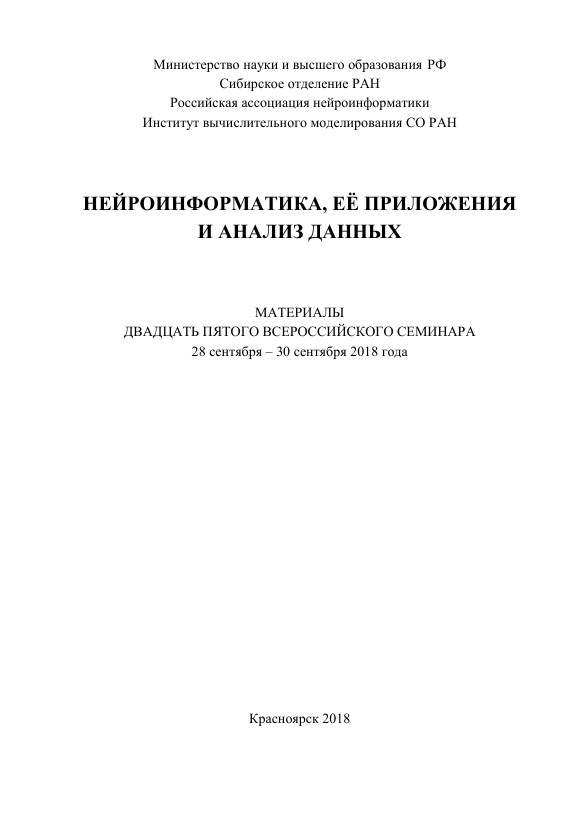 Министерство науки и высшего образования РФ
Сибирское отделение РАН
Российская ассоциация нейроинформатики
Институт вычислительного моделирования СО РАН
НЕЙРОИНФОРМАТИКА, ЕЁ ПРИЛОЖЕНИЯ
И АНАЛИЗ ДАННЫХ
МАТЕРИАЛЫ
ДВАДЦАТЬ ПЯТОГО ВСЕРОССИЙСКОГО СЕМИНАРА
28 сентября – 30 сентября 2018 года
Красноярск 2018